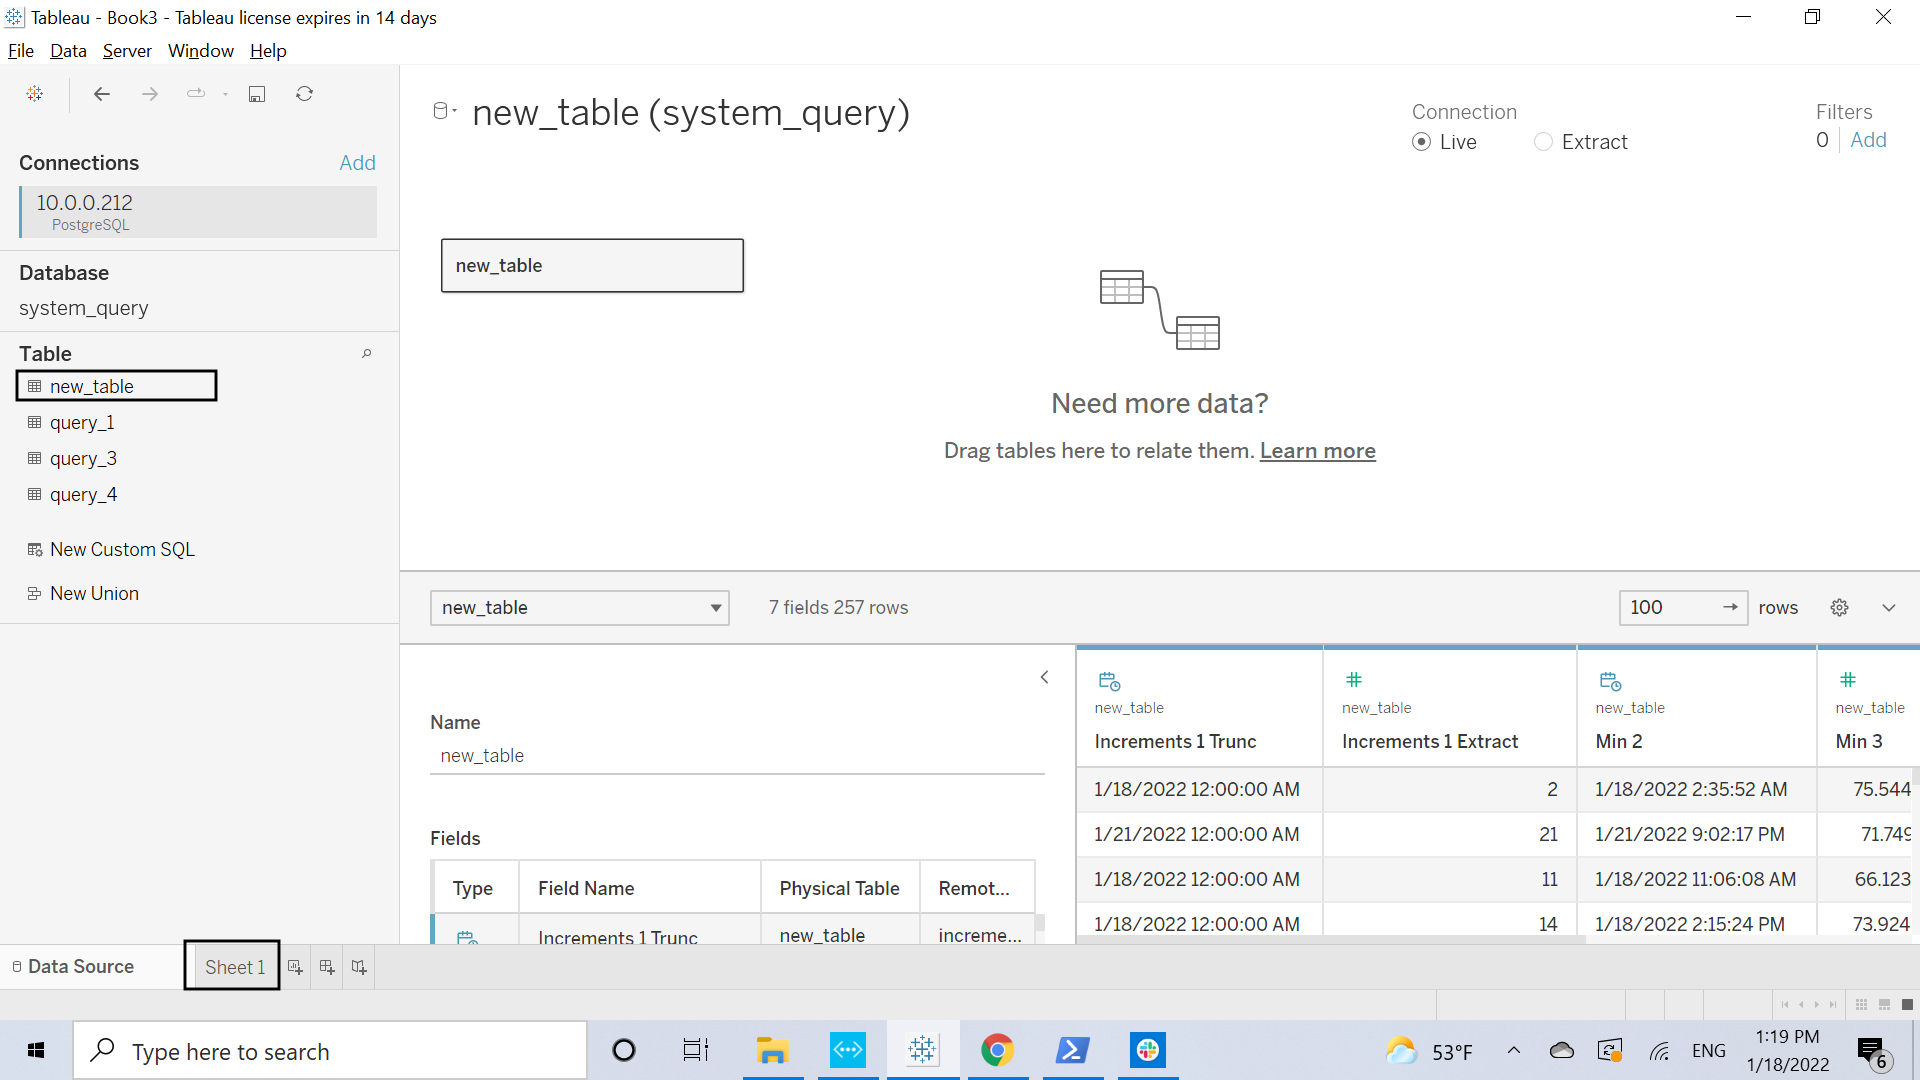 Tableau - Book3 - Tableau license expires in 14 days
File Data Server Window Help
Connections Add
10.0.0.212
PostgreSQL
Database
system_query
Table
new_table
query_1
query_3
query_4
New Custom SQL
New Union
new_table (system_query)
Connection
Live Extract
Filters
0 Add
new_table
Need more data?
Drag tables here to relate them. Learn more
new_table 7 fields 257 rows 100 rows
Name
new_table
Fields
Type Field Name Physical Table Remot...
Increments 1 Trunc new_table increme...
new_table new_table new_table new_table
Increments 1 Trunc Increments 1 Extract Min 2 Min 3
1/18/2022 12:00:00 AM 2 1/18/2022 2:35:52 AM 75.544
1/21/2022 12:00:00 AM 21 1/21/2022 9:02:17 PM 71.749
1/18/2022 12:00:00 AM 11 1/18/2022 11:06:08 AM 66.123
1/18/2022 12:00:00 AM 14 1/18/2022 2:15:24 PM 73.924
Data Source Sheet 1
Type here to search
53°F ENG 1:19 PM
1/18/2022 6